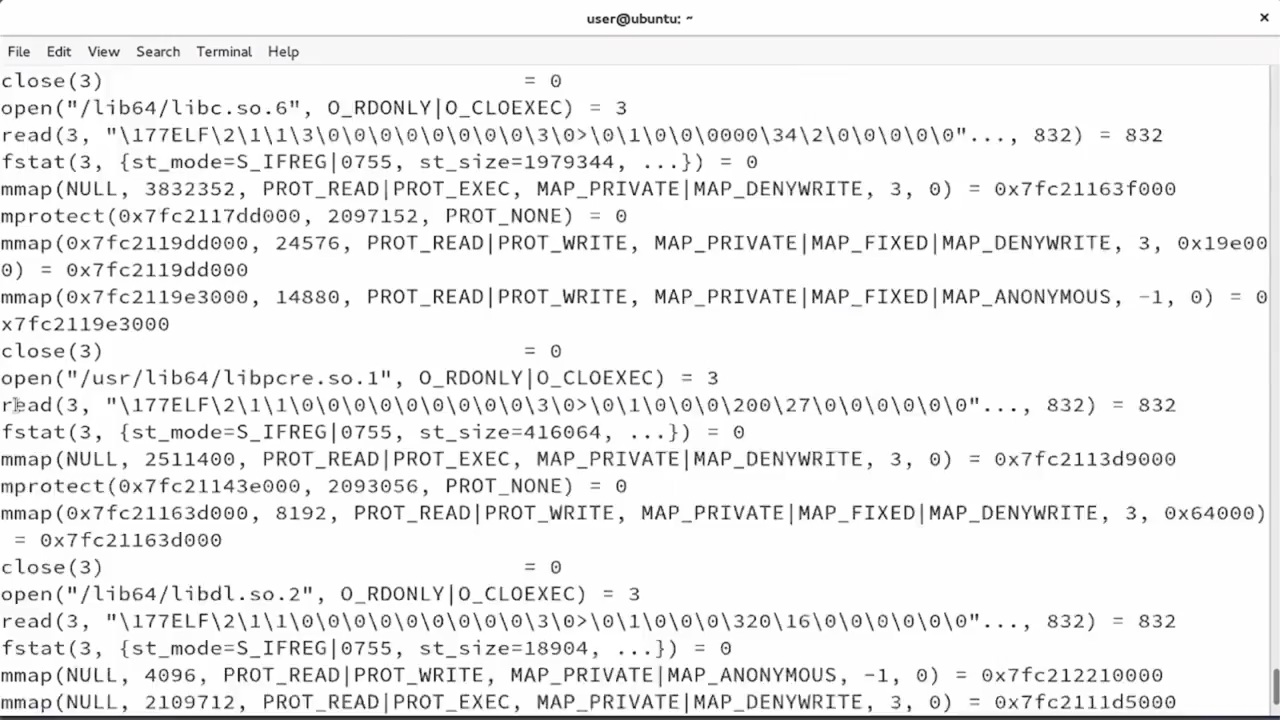 user@ubuntu: ~
×
File Edit View Search Terminal Help
close(3)                                = 0
open("/lib64/libc.so.6", O_RDONLY|O_CLOEXEC) = 3
read(3, "\177ELF\2\1\1\3\0\0\0\0\0\0\0\0\3\0>\0\1\0\0\0000\34\2\0\0\0\0\0"..., 832) = 832
fstat(3, {st_mode=S_IFREG|0755, st_size=1979344, ...}) = 0
mmap(NULL, 3832352, PROT_READ|PROT_EXEC, MAP_PRIVATE|MAP_DENYWRITE, 3, 0) = 0x7fc21163f000
mprotect(0x7fc2117dd000, 2097152, PROT_NONE) = 0
mmap(0x7fc2119dd000, 24576, PROT_READ|PROT_WRITE, MAP_PRIVATE|MAP_FIXED|MAP_DENYWRITE, 3, 0x19e00
0) = 0x7fc2119dd000
mmap(0x7fc2119e3000, 14880, PROT_READ|PROT_WRITE, MAP_PRIVATE|MAP_FIXED|MAP_ANONYMOUS, -1, 0) = 0
x7fc2119e3000
close(3)                                = 0
open("/usr/lib64/libpcre.so.1", O_RDONLY|O_CLOEXEC) = 3
read(3, "\177ELF\2\1\1\0\0\0\0\0\0\0\0\0\3\0>\0\1\0\0\0\200\27\0\0\0\0\0\0"..., 832) = 832
fstat(3, {st_mode=S_IFREG|0755, st_size=416064, ...}) = 0
mmap(NULL, 2511400, PROT_READ|PROT_EXEC, MAP_PRIVATE|MAP_DENYWRITE, 3, 0) = 0x7fc2113d9000
mprotect(0x7fc21143e000, 2093056, PROT_NONE) = 0
mmap(0x7fc21163d000, 8192, PROT_READ|PROT_WRITE, MAP_PRIVATE|MAP_FIXED|MAP_DENYWRITE, 3, 0x64000)
 = 0x7fc21163d000
close(3)                                = 0
open("/lib64/libdl.so.2", O_RDONLY|O_CLOEXEC) = 3
read(3, "\177ELF\2\1\1\0\0\0\0\0\0\0\0\0\3\0>\0\1\0\0\0\320\16\0\0\0\0\0\0"..., 832) = 832
fstat(3, {st_mode=S_IFREG|0755, st_size=18904, ...}) = 0
mmap(NULL, 4096, PROT_READ|PROT_WRITE, MAP_PRIVATE|MAP_ANONYMOUS, -1, 0) = 0x7fc212210000
mmap(NULL, 2109712, PROT_READ|PROT_EXEC, MAP_PRIVATE|MAP_DENYWRITE, 3, 0) = 0x7fc2111d5000